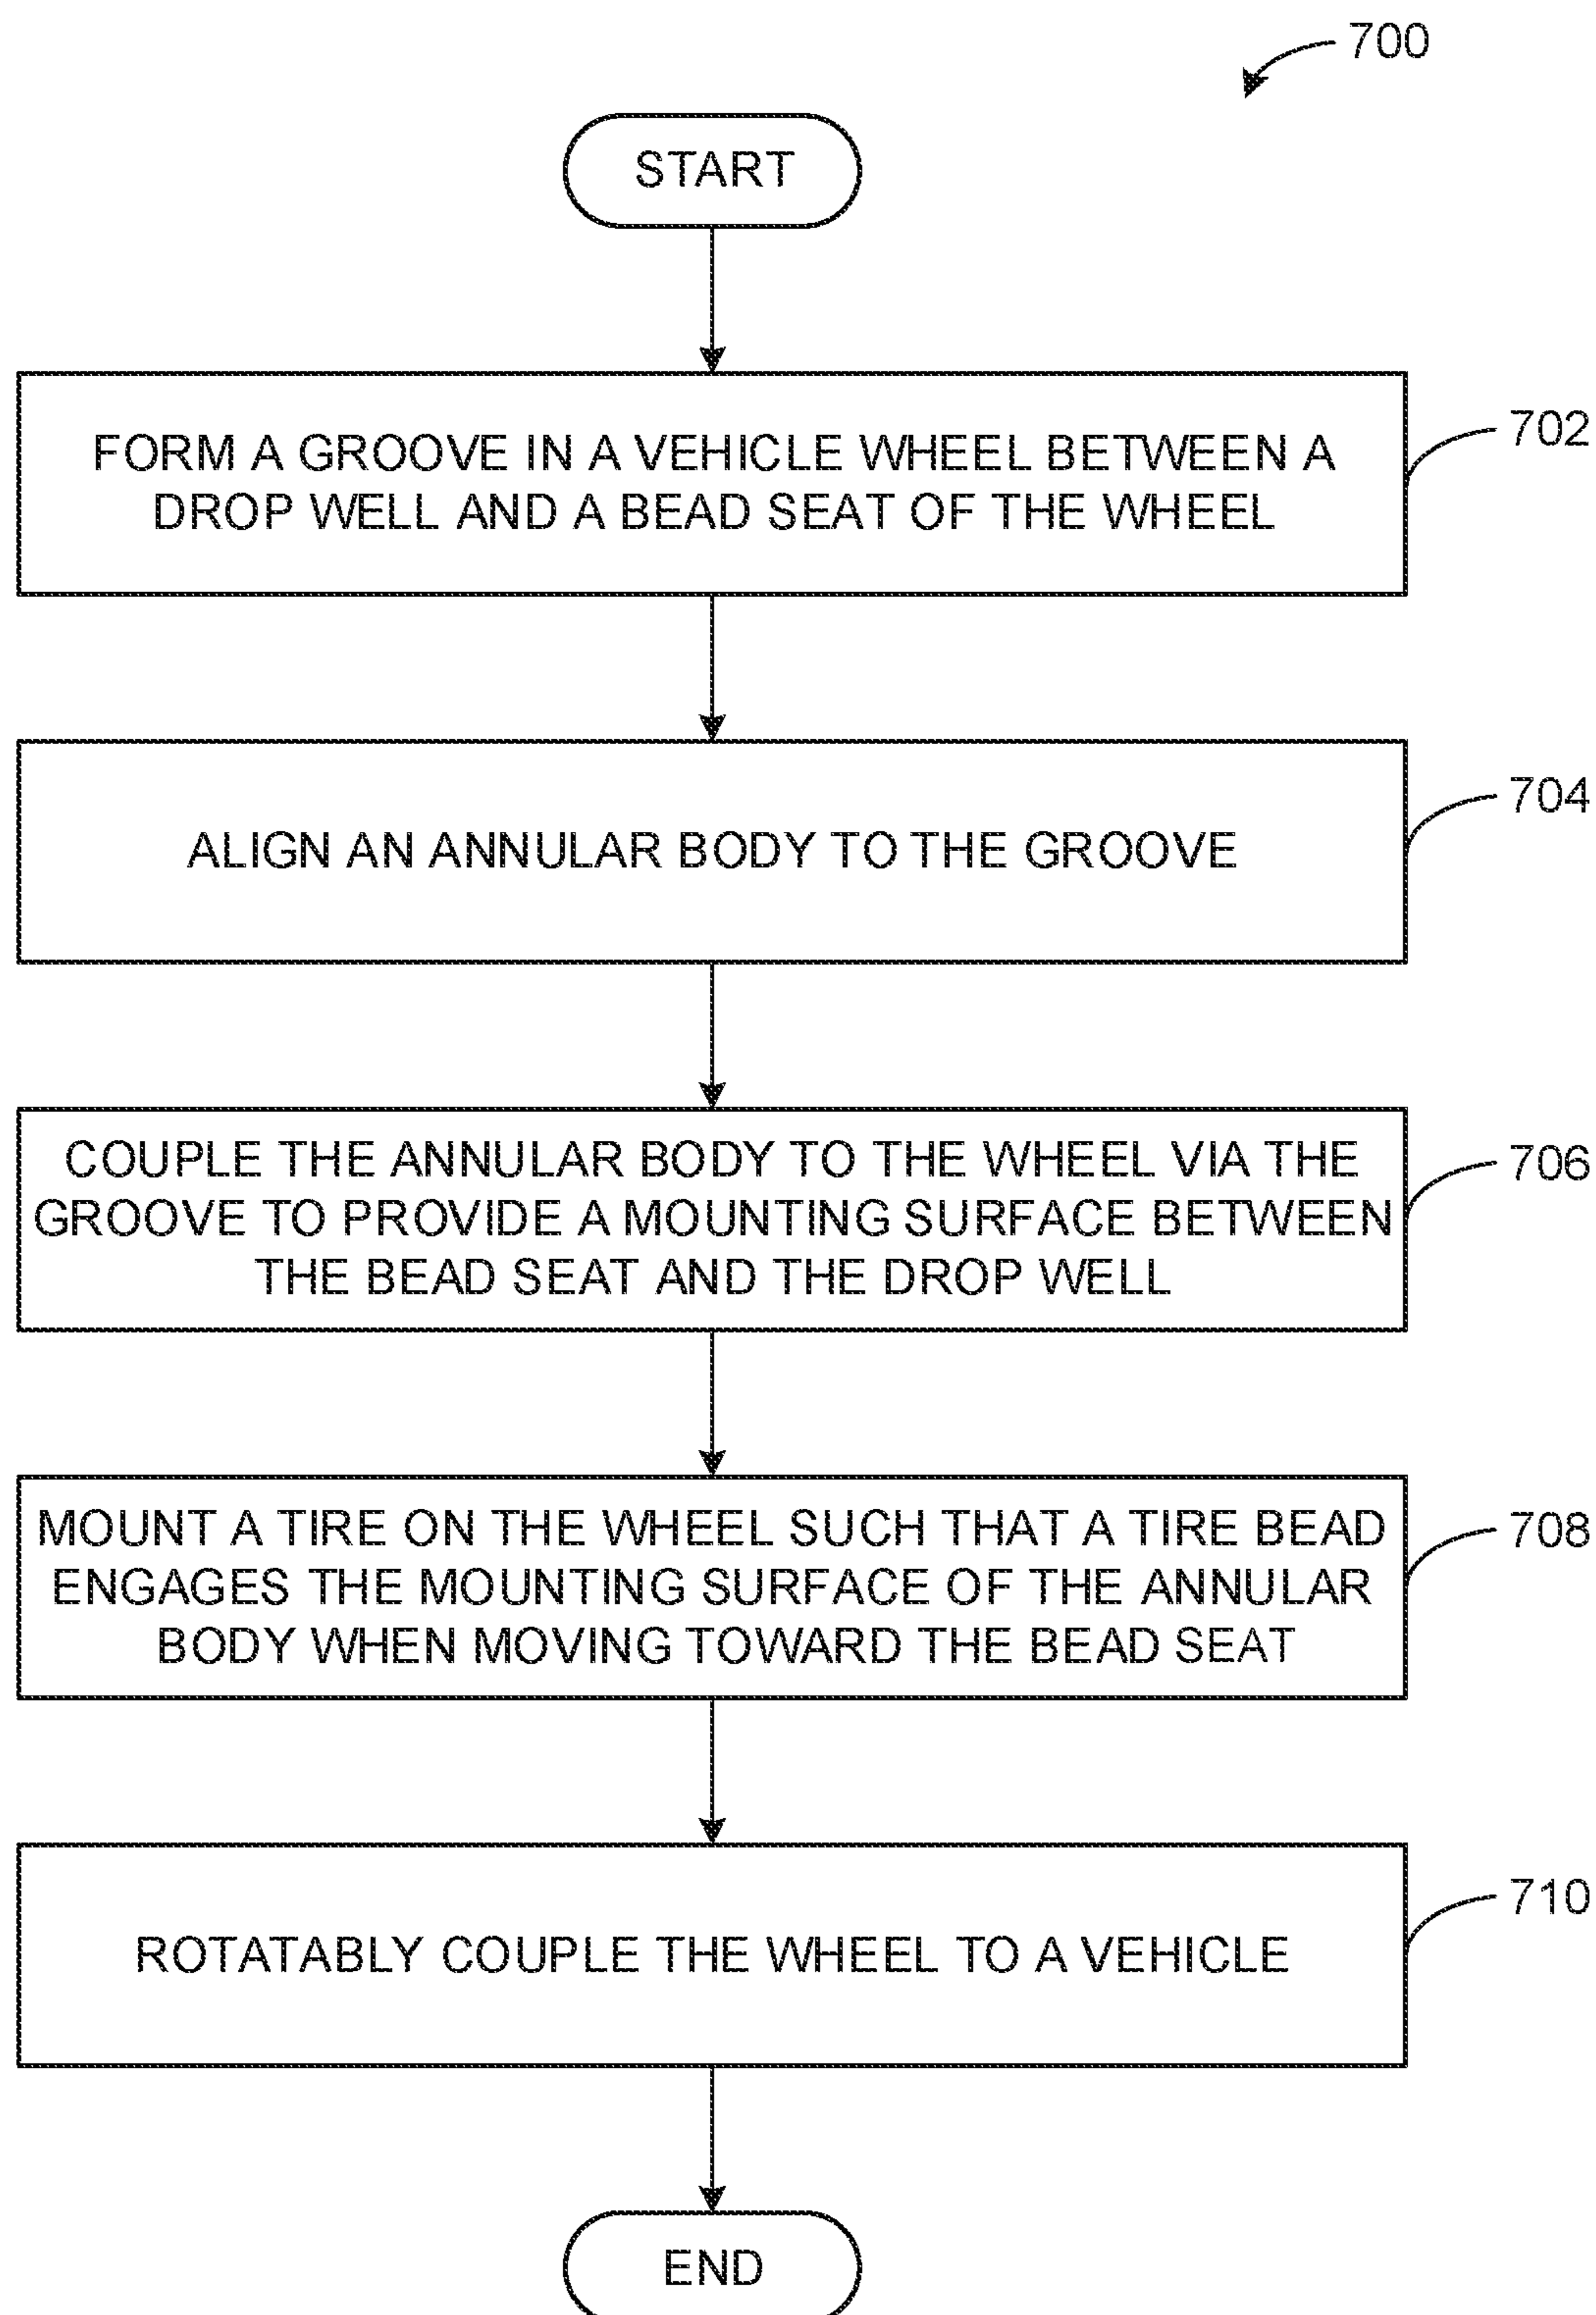 700
START
FORM A GROOVE IN A VEHICLE WHEEL BETWEEN A
DROP WELL AND A BEAD SEAT OF THE WHEEL
702
ALIGN AN ANNULAR BODY TO THE GROOVE
704
COUPLE THE ANNULAR BODY TO THE WHEEL VIA THE
GROOVE TO PROVIDE A MOUNTING SURFACE BETWEEN
THE BEAD SEAT AND THE DROP WELL
706
MOUNT A TIRE ON THE WHEEL SUCH THAT A TIRE BEAD
ENGAGES THE MOUNTING SURFACE OF THE ANNULAR
BODY WHEN MOVING TOWARD THE BEAD SEAT
708
ROTATABLY COUPLE THE WHEEL TO A VEHICLE
710
END